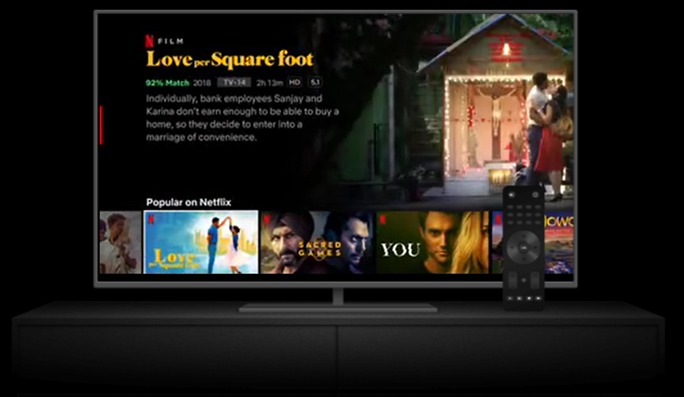 N FILM
Love per Square foot
92% Match 2018 TV-14 2h 13m HD 5.1
Individually, bank employees Sanjay and
Karina don't earn enough to be able to buy a
home, so they decide to enter into a
marriage of convenience.
Popular on Netflix
Love
per Square foot
SACRED
GAMES
YOU